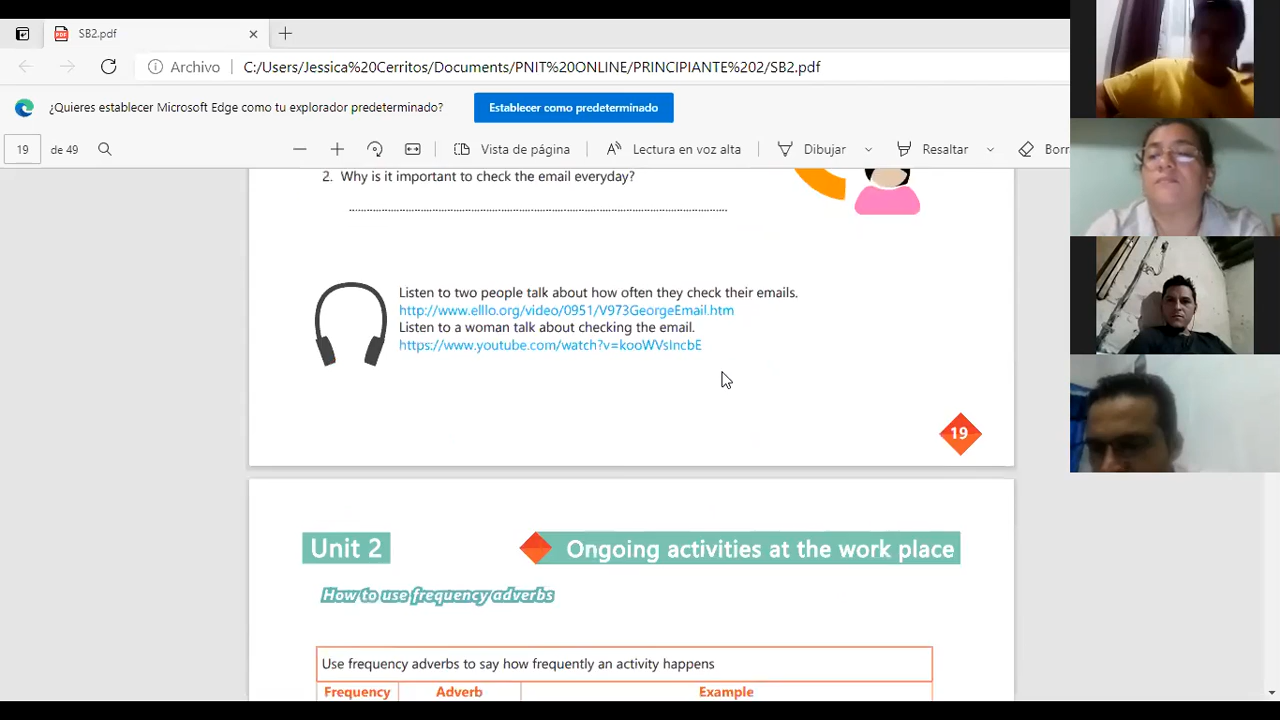 SB2.pdf
Archivo C:/Users/Jessica%20Cerritos/Documents/PNIT%20ONLINE/PRINCIPIANTE%202/SB2.pdf
¿Quieres establecer Microsoft Edge como tu explorador predeterminado? Establecer como predeterminado
19 de 49 Vista de página Lectura en voz alta Dibujar Resaltar Borr
2. Why is it important to check the email everyday?
Listen to two people talk about how often they check their emails.
http://www.elllo.org/video/0951/V973GeorgeEmail.htm
Listen to a woman talk about checking the email.
https://www.youtube.com/watch?v=kooWVsIncbE
19
Unit 2 Ongoing activities at the work place
How to use frequency adverbs
Use frequency adverbs to say how frequently an activity happens
Frequency Adverb Example